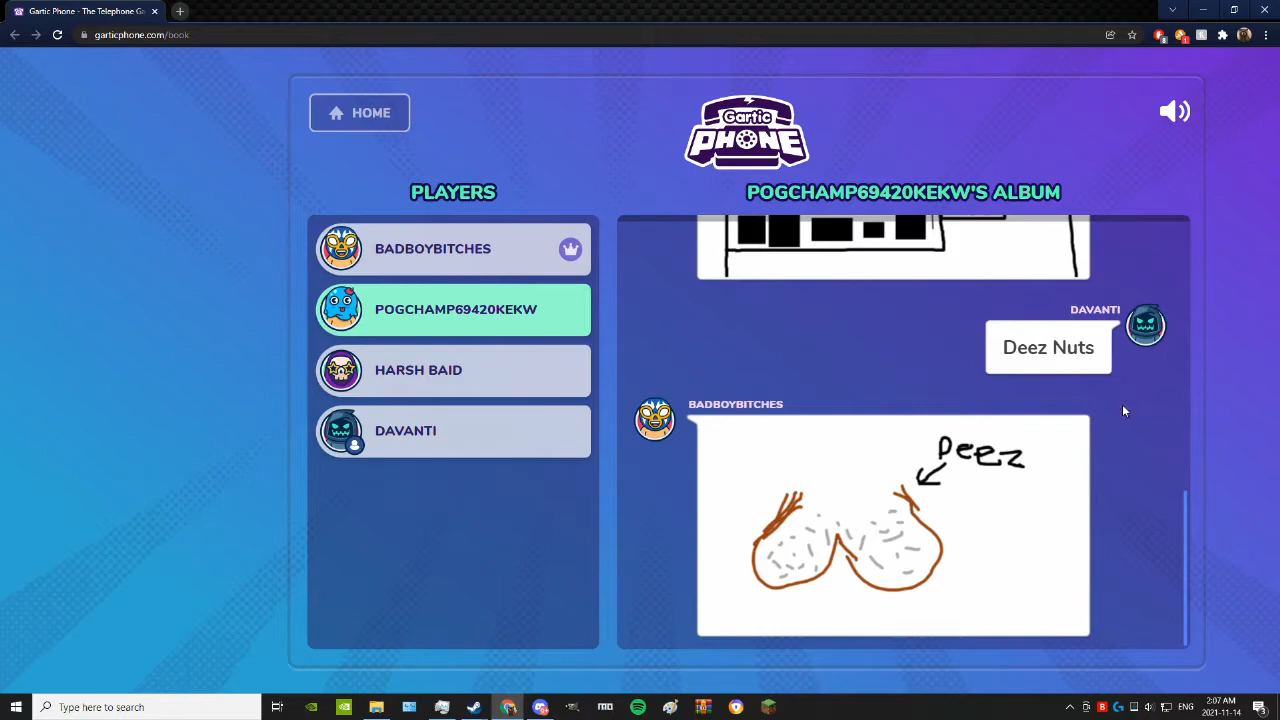 Gartic Phone - The Telephone Ga
garticphone.com/book
HOME
Gartic
PHONE
PLAYERS
POGCHAMP69420KEKW'S ALBUM
BADBOYBITCHES
POGCHAMP69420KEKW
HARSH BAID
DAVANTI
DAVANTI
Deez Nuts
BADBOYBITCHES
Deez
Type here to search
ENG
2:07 AM
2021-11-14